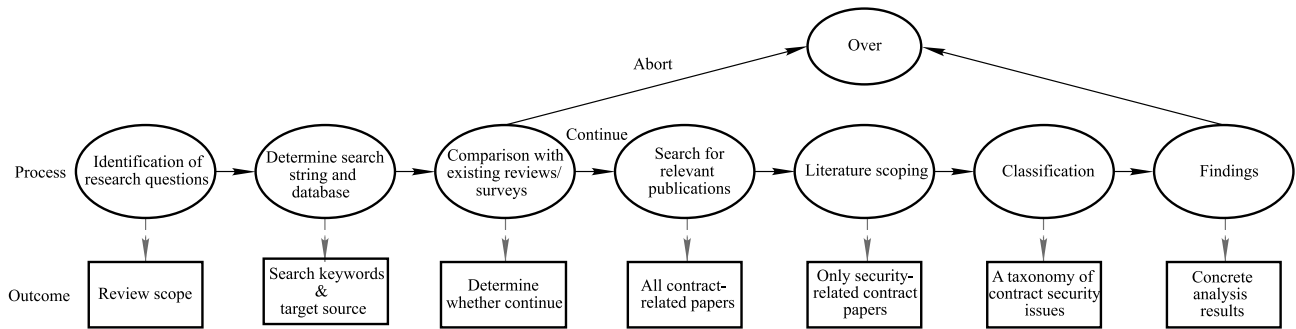 Over
Abort
Continue
Process
Identification of
research questions
Determine search
string and
database
Comparison with
existing reviews/
surveys
Search for
relevant
publications
Literature scoping
Classification
Findings
Outcome
Review scope
Search keywords
&
target source
Determine
whether continue
All contract-
related papers
Only security-
related contract
papers
A taxonomy of
contract security
issues
Concrete
analysis
results